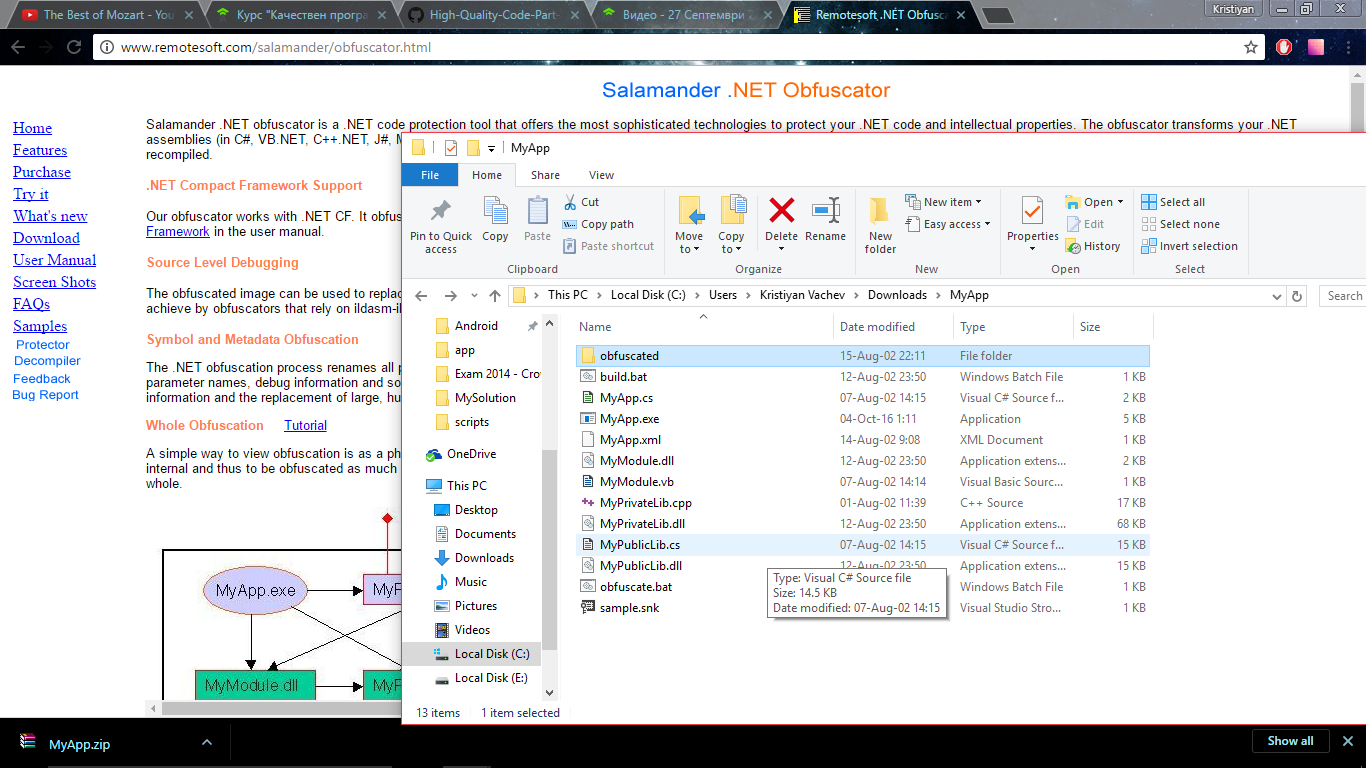 The Best of Mozart - You
Курс "Качествен програ
High-Quality-Code-Part-
Видео - 27 Септември 2
Remotesoft .NET Obfusc
Kristiyan
www.remotesoft.com/salamander/obfuscator.html
Salamander .NET Obfuscator
Home
Features
Purchase
Try it
What's new
Download
User Manual
Screen Shots
FAQs
Samples
Protector
Decompiler
Feedback
Bug Report
Salamander .NET obfuscator is a .NET code protection tool that offers the most sophisticated technologies to protect your .NET code and intellectual properties. The obfuscator transforms your .NET
assemblies (in C#, VB.NET, C++.NET, J#, M
recompiled.
.NET Compact Framework Support
Our obfuscator works with .NET CF. It obfus
Framework in the user manual.
Source Level Debugging
The obfuscated image can be used to replac
achieve by obfuscators that rely on ildasm-il
Symbol and Metadata Obfuscation
The .NET obfuscation process renames all p
parameter names, debug information and so
information and the replacement of large, hu
Whole Obfuscation Tutorial
A simple way to view obfuscation is as a ph
internal and thus to be obfuscated as much
whole.
MyApp.exe
MyF
MyModule.dll
MyF
MyApp
File Home Share View
Pin to Quick access
Copy
Paste
Cut
Copy path
Paste shortcut
Clipboard
Move to
Copy to
Delete
Rename
Organize
New folder
New item
Easy access
New
Properties
Open
Edit
History
Open
Select all
Select none
Invert selection
Select
This PC Local Disk (C:) Users Kristiyan Vachev Downloads MyApp
Search
Android
app
Exam 2014 - Cro
MySolution
scripts
OneDrive
This PC
Desktop
Documents
Downloads
Music
Pictures
Videos
Local Disk (C:)
Local Disk (E:)
Name Date modified Type Size
obfuscated 15-Aug-02 22:11 File folder
build.bat 12-Aug-02 23:50 Windows Batch File 1 KB
MyApp.cs 07-Aug-02 14:15 Visual C# Source f... 2 KB
MyApp.exe 04-Oct-16 1:11 Application 5 KB
MyApp.xml 14-Aug-02 9:08 XML Document 1 KB
MyModule.dll 12-Aug-02 23:50 Application extens... 2 KB
MyModule.vb 07-Aug-02 14:14 Visual Basic Sourc... 1 KB
MyPrivateLib.cpp 01-Aug-02 11:39 C++ Source 17 KB
MyPrivateLib.dll 12-Aug-02 23:50 Application extens... 68 KB
MyPublicLib.cs 07-Aug-02 14:15 Visual C# Source f... 15 KB
MyPublicLib.dll 12-Aug-02 23:50 Application extens... 15 KB
obfuscate.bat Windows Batch File 1 KB
sample.snk Visual Studio Stro... 1 KB
Type: Visual C# Source file
Size: 14.5 KB
Date modified: 07-Aug-02 14:15
13 items 1 item selected
MyApp.zip
Show all